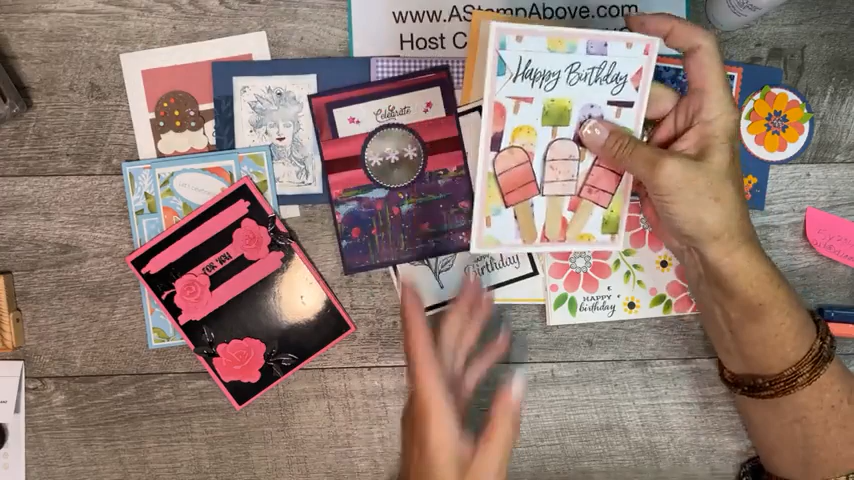 www.AStampAbove.com
Host C
Happy Birthday
Celebrate
FOR YOU
Birthday
HAPPY
birthday